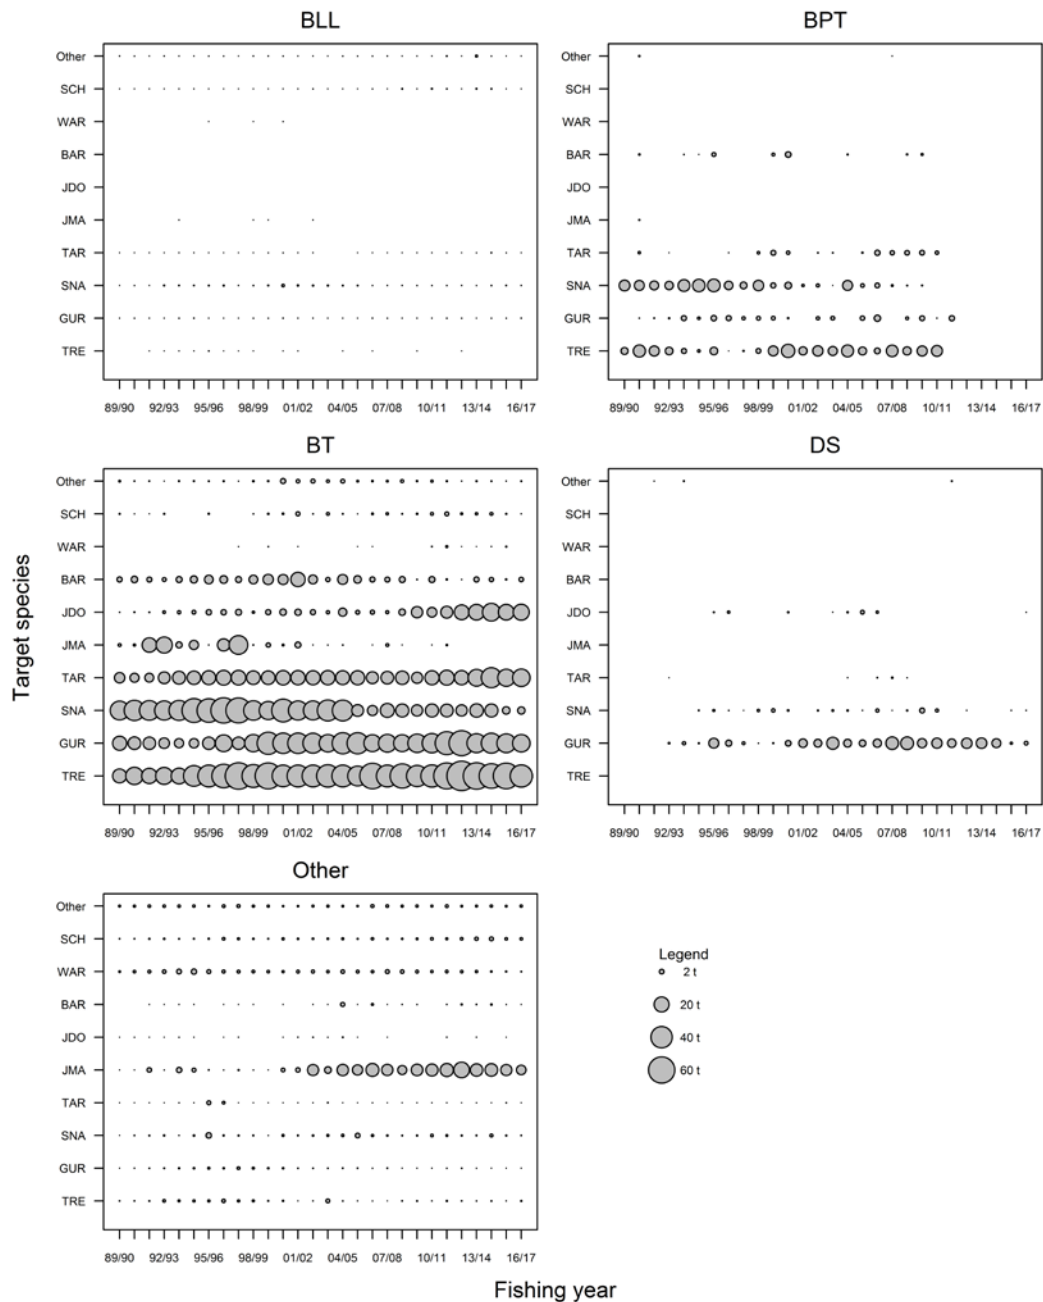 BLL
Other
SCH
WAR
BAR
JDO
JMA
TAR
SNA
GUR
TRE
89/90 92/93 95/96 98/99 01/02 04/05 07/08 10/11 13/14 16/17
BPT
Other
SCH
WAR
BAR
JDO
JMA
TAR
SNA
GUR
TRE
89/90 92/93 95/96 98/99 01/02 04/05 07/08 10/11 13/14 16/17
Target species
BT
Other
SCH
WAR
BAR
JDO
JMA
TAR
SNA
GUR
TRE
89/90 92/93 95/96 98/99 01/02 04/05 07/08 10/11 13/14 16/17
DS
Other
SCH
WAR
BAR
JDO
JMA
TAR
SNA
GUR
TRE
89/90 92/93 95/96 98/99 01/02 04/05 07/08 10/11 13/14 16/17
Other
Other
SCH
WAR
BAR
JDO
JMA
TAR
SNA
GUR
TRE
89/90 92/93 95/96 98/99 01/02 04/05 07/08 10/11 13/14 16/17
Legend
2 t
20 t
40 t
60 t
Fishing year